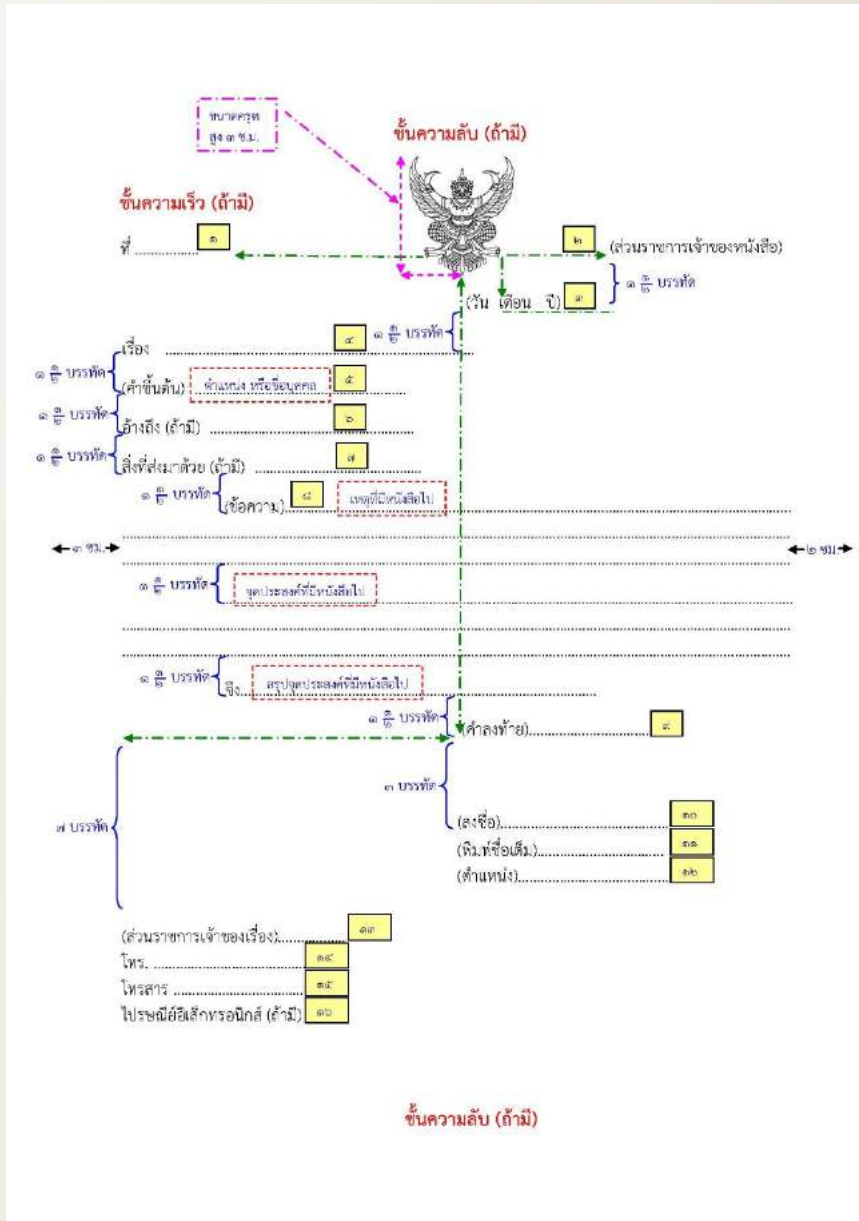 ขนาดครุฑ
สูง ๓ ซ.ม.
ชั้นความลับ (ถ้ามี)
ชั้นความเร็ว (ถ้ามี)
ที่ .............. ๑
๒ (ส่วนราชการเจ้าของหนังสือ)
(วัน เดือน ปี) ๓
๑ ๑/๒ บรรทัด
๑ ๑/๒ บรรทัด
เรื่อง .............. ๔
๑ ๑/๒ บรรทัด
(คำขึ้นต้น) ตำแหน่ง หรือชื่อบุคคล ๕
๑ ๑/๒ บรรทัด
อ้างถึง (ถ้ามี) .............. ๖
๑ ๑/๒ บรรทัด
สิ่งที่ส่งมาด้วย (ถ้ามี) .............. ๗
๑ ๑/๒ บรรทัด
(ข้อความ) ๘ เหตุที่มีหนังสือไป
๓ ซม.
๒ ซม.
๑ ๑/๒ บรรทัด
จุดประสงค์ที่มีหนังสือไป
๑ ๑/๒ บรรทัด
จึง สรุปจุดประสงค์ที่มีหนังสือไป
๑ ๑/๒ บรรทัด
(คำลงท้าย).............. ๙
๓ บรรทัด
๗ บรรทัด
(ลงชื่อ).............. ๑๐
(พิมพ์ชื่อเต็ม).............. ๑๑
(ตำแหน่ง).............. ๑๒
(ส่วนราชการเจ้าของเรื่อง).............. ๑๓
โทร. .............. ๑๔
โทรสาร .............. ๑๕
ไปรษณีย์อิเล็กทรอนิกส์ (ถ้ามี) ๑๖
ชั้นความลับ (ถ้ามี)